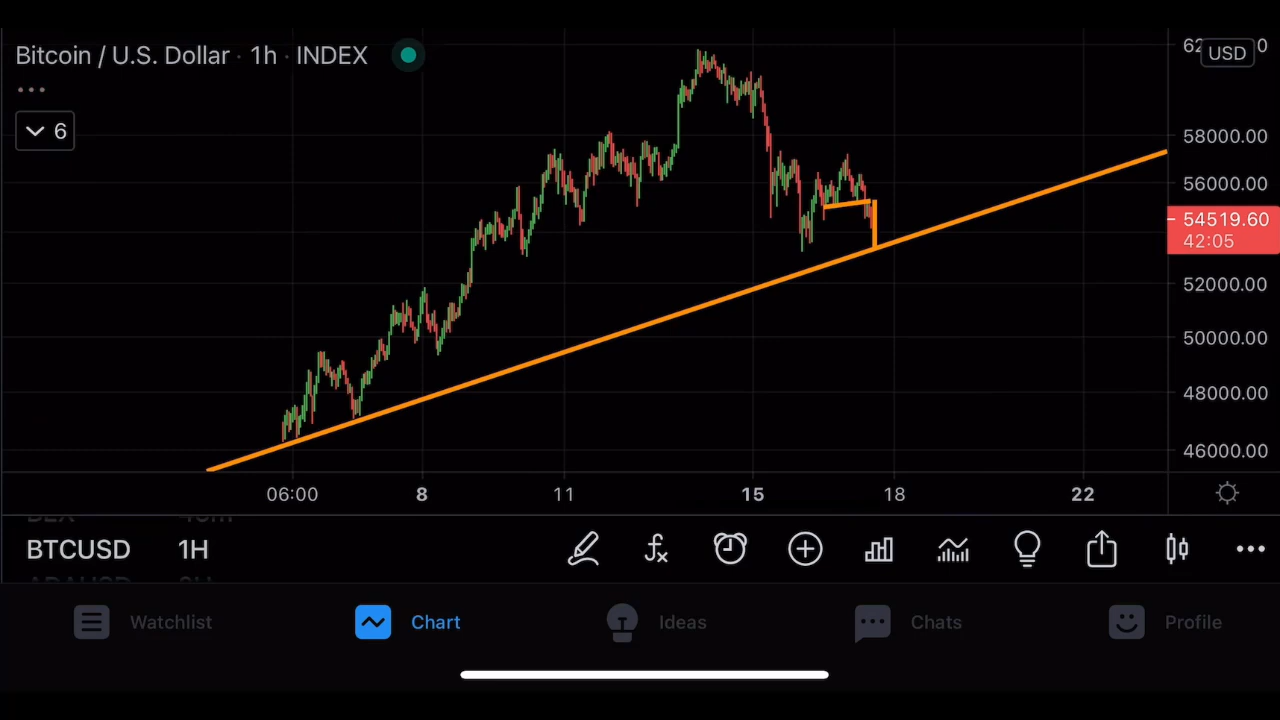 Bitcoin / U.S. Dollar · 1h · INDEX
USD
6
58000.00
56000.00
54519.60
42:05
52000.00
50000.00
48000.00
46000.00
06:00 8 11 15 18 22
BTCUSD 1H
Watchlist Chart Ideas Chats Profile